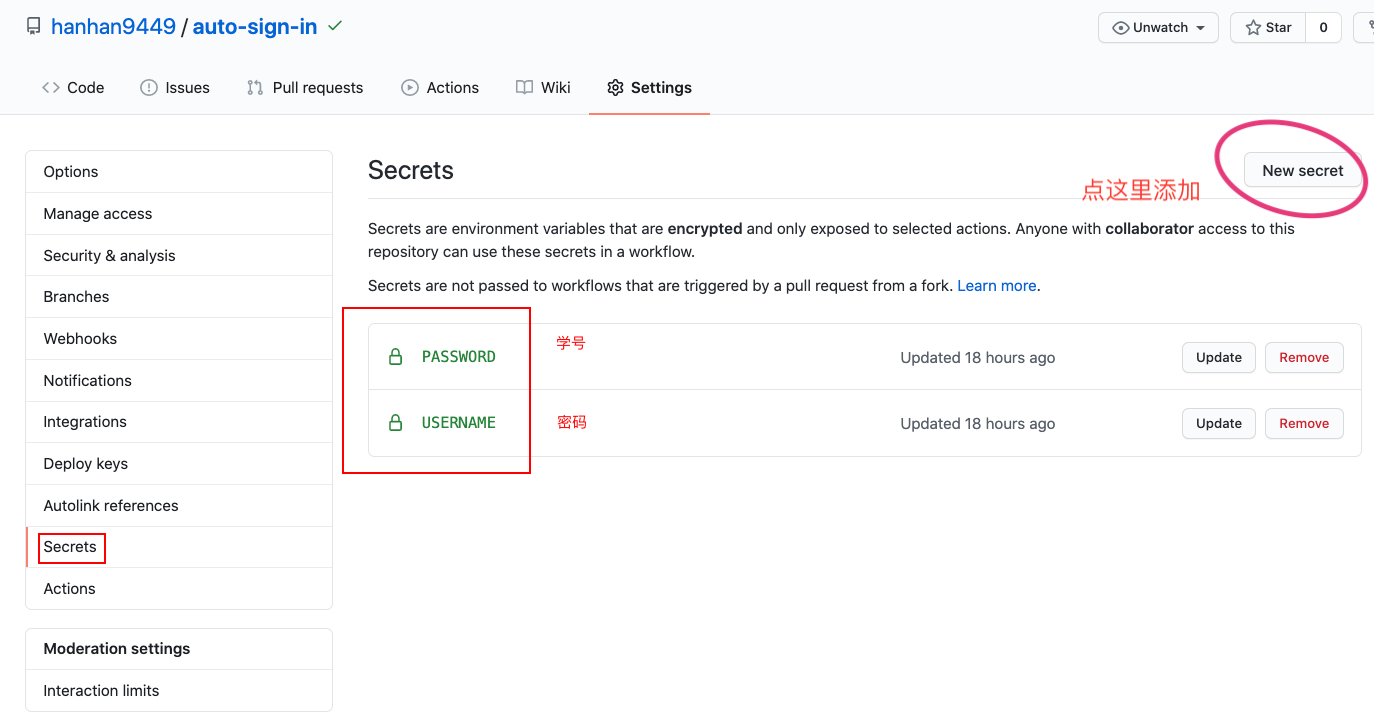 hanhan9449 / auto-sign-in
Unwatch
Star
0
Code
Issues
Pull requests
Actions
Wiki
Settings
Options
Manage access
Security & analysis
Branches
Webhooks
Notifications
Integrations
Deploy keys
Autolink references
Secrets
Actions
Moderation settings
Interaction limits
Secrets
New secret
点这里添加
Secrets are environment variables that are encrypted and only exposed to selected actions. Anyone with collaborator access to this
repository can use these secrets in a workflow.
Secrets are not passed to workflows that are triggered by a pull request from a fork. Learn more.
PASSWORD
学号
Updated 18 hours ago
Update
Remove
USERNAME
密码
Updated 18 hours ago
Update
Remove